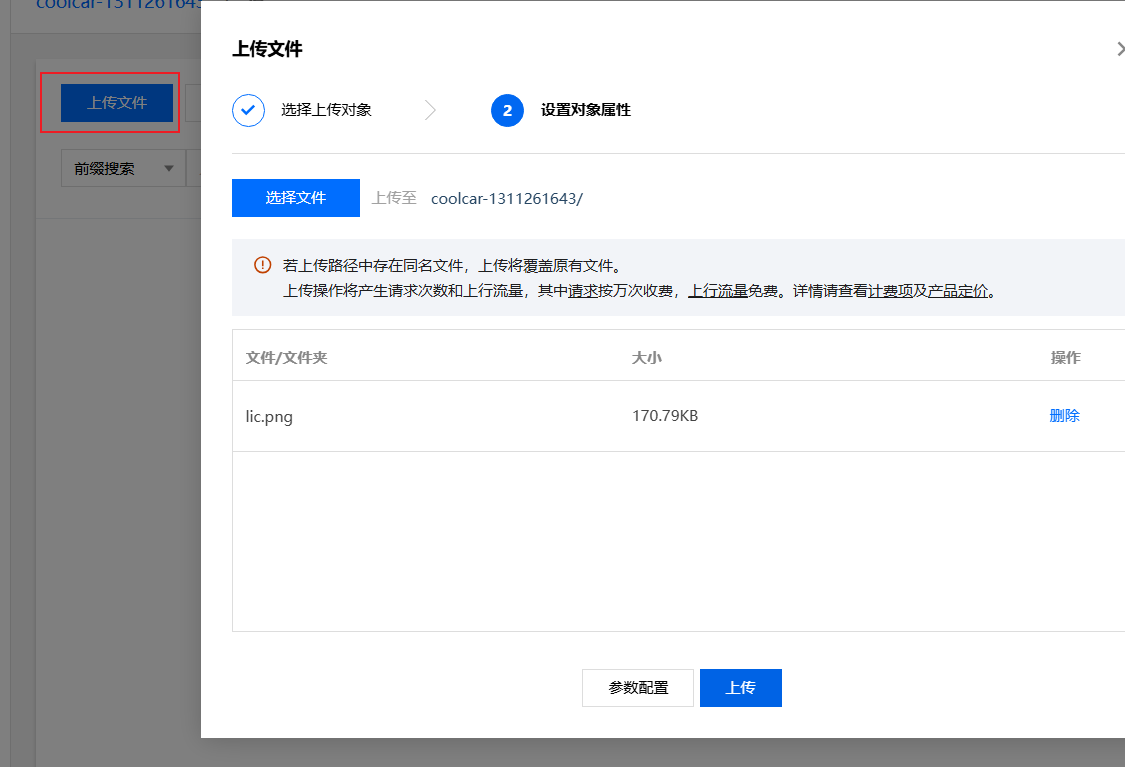 上传文件
上传文件
选择上传对象
2 设置对象属性
前缀搜索
选择文件 上传至 coolcar-1311261643/
若上传路径中存在同名文件，上传将覆盖原有文件。
上传操作将产生请求次数和上行流量，其中请求按万次收费，上行流量免费。详情请查看计费项及产品定价。
文件/文件夹 大小 操作
lic.png 170.79KB 删除
参数配置 上传